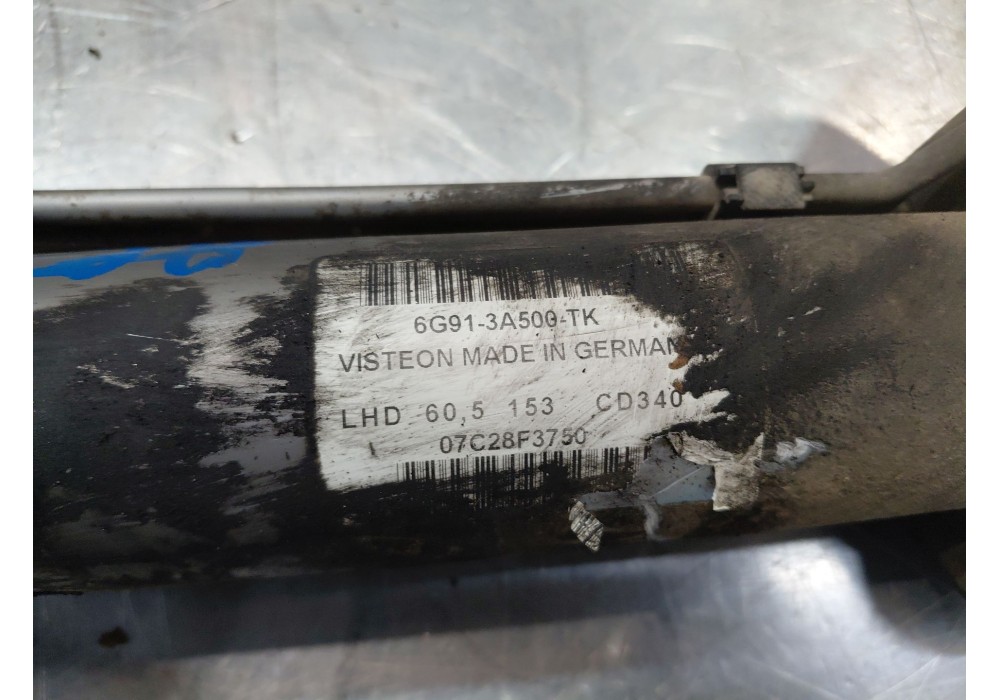 6G91-3A500-TK
VISTEON MADE IN GERMAN
LHD 60,5 153 CD340
07C28F3750